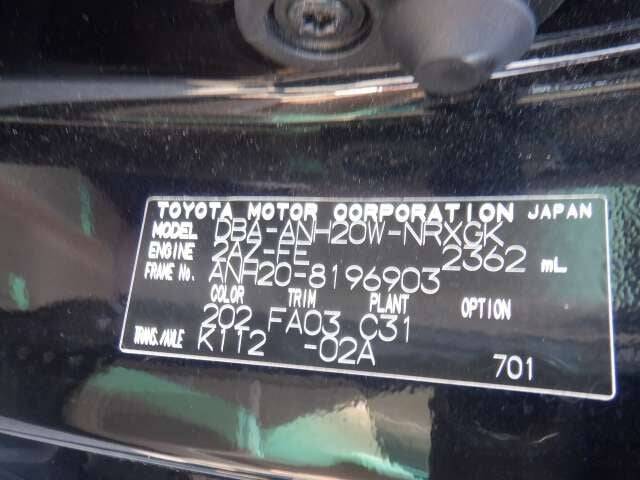 TOYOTA MOTOR CORPORATION JAPAN
MODEL DBA-ANH20W-NRXGK
ENGINE 2AZ-FE 2362 mL
FRAME No. ANH20-8196903
COLOR TRIM PLANT OPTION
202 FA03 C31
TRANS./AXLE K112 -02A 701